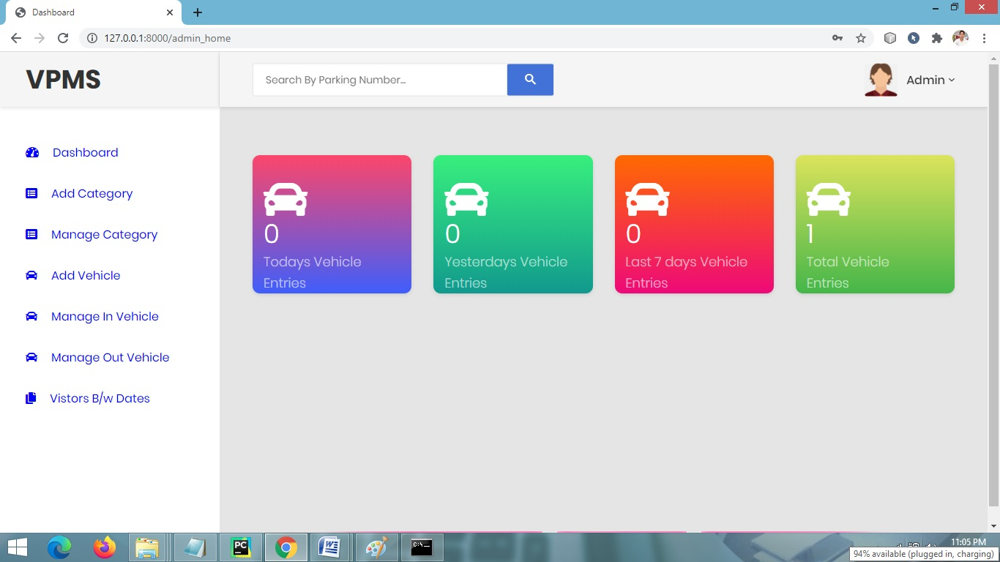 Dashboard
127.0.0.1:8000/admin_home
VPMS
Search By Parking Number...
Admin
Dashboard
Add Category
Manage Category
Add Vehicle
Manage In Vehicle
Manage Out Vehicle
Vistors B/w Dates
0
Todays Vehicle
Entries
0
Yesterdays Vehicle
Entries
0
Last 7 days Vehicle
Entries
1
Total Vehicle
Entries
PC
W
C:\
11:05 PM
94% available (plugged in, charging)